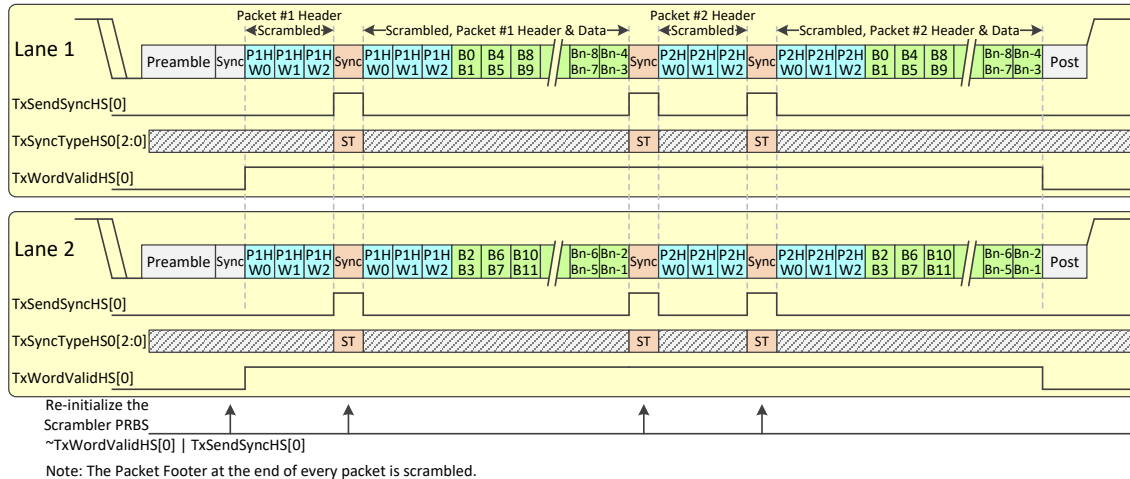 Packet #1 Header Packet #2 Header
Scrambled Scrambled, Packet #1 Header & Data Scrambled Scrambled, Packet #2 Header & Data
Lane 1
Preamble Sync P1H P1H P1H Sync P1H P1H P1H B0 B4 B8 Bn-8 Bn-4 Sync P2H P2H P2H Sync P2H P2H P2H B0 B4 B8 Bn-8 Bn-4 Post
W0 W1 W2 W0 W1 W2 B1 B5 B9 Bn-7 Bn-3 W0 W1 W2 W0 W1 W2 B1 B5 B9 Bn-7 Bn-3
TxSendSyncHS[0]
TxSyncTypeHS0[2:0] ST ST ST
TxWordValidHS[0]
Lane 2
Preamble Sync P1H P1H P1H Sync P1H P1H P1H B2 B6 B10 Bn-6 Bn-2 Sync P2H P2H P2H Sync P2H P2H P2H B2 B6 B10 Bn-6 Bn-2 Post
W0 W1 W2 W0 W1 W2 B3 B7 B11 Bn-5 Bn-1 W0 W1 W2 W0 W1 W2 B3 B7 B11 Bn-5 Bn-1
TxSendSyncHS[0]
TxSyncTypeHS0[2:0] ST ST ST
TxWordValidHS[0]
Re-initialize the
Scrambler PRBS
~TxWordValidHS[0] | TxSendSyncHS[0]
Note: The Packet Footer at the end of every packet is scrambled.